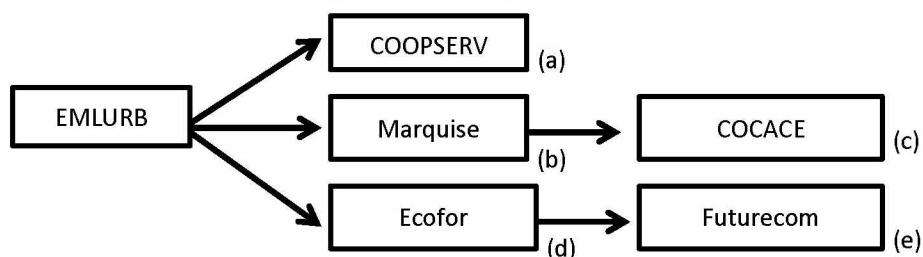 COOPSERV
(a)
EMLURB
Marquise
(b)
COCACE
(c)
Ecofor
(d)
Futurecom
(e)